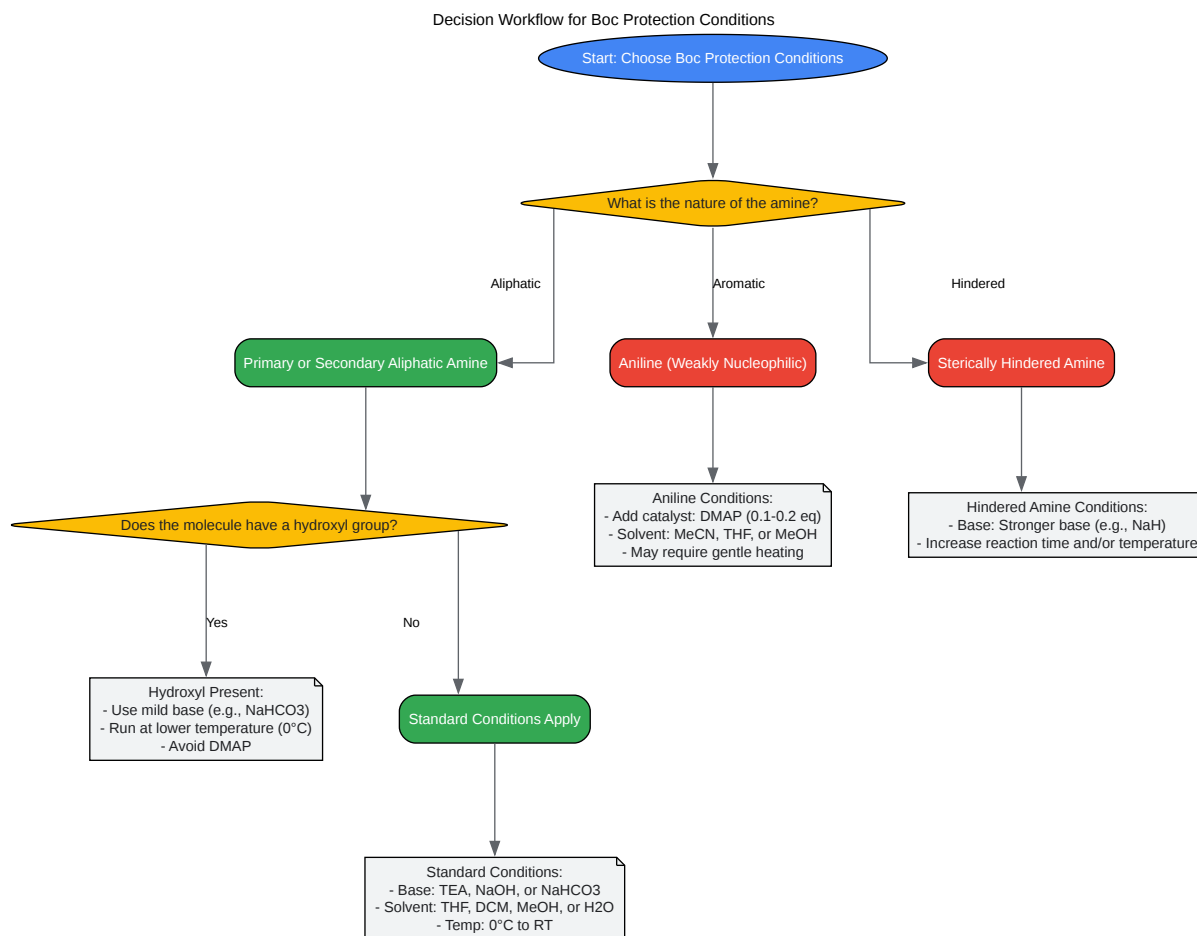 Decision Workflow for Boc Protection Conditions
Start: Choose Boc Protection Conditions
What is the nature of the amine?
Aliphatic
Aromatic
Hindered
Primary or Secondary Aliphatic Amine
Aniline (Weakly Nucleophilic)
Sterically Hindered Amine
Does the molecule have a hydroxyl group?
Aniline Conditions:
- Add catalyst: DMAP (0.1-0.2 eq)
- Solvent: MeCN, THF, or MeOH
- May require gentle heating
Hindered Amine Conditions:
- Base: Stronger base (e.g., NaH)
- Increase reaction time and/or temperature
Yes
No
Hydroxyl Present:
- Use mild base (e.g., NaHCO3)
- Run at lower temperature (0°C)
- Avoid DMAP
Standard Conditions Apply
Standard Conditions:
- Base: TEA, NaOH, or NaHCO3
- Solvent: THF, DCM, MeOH, or H2O
- Temp: 0°C to RT